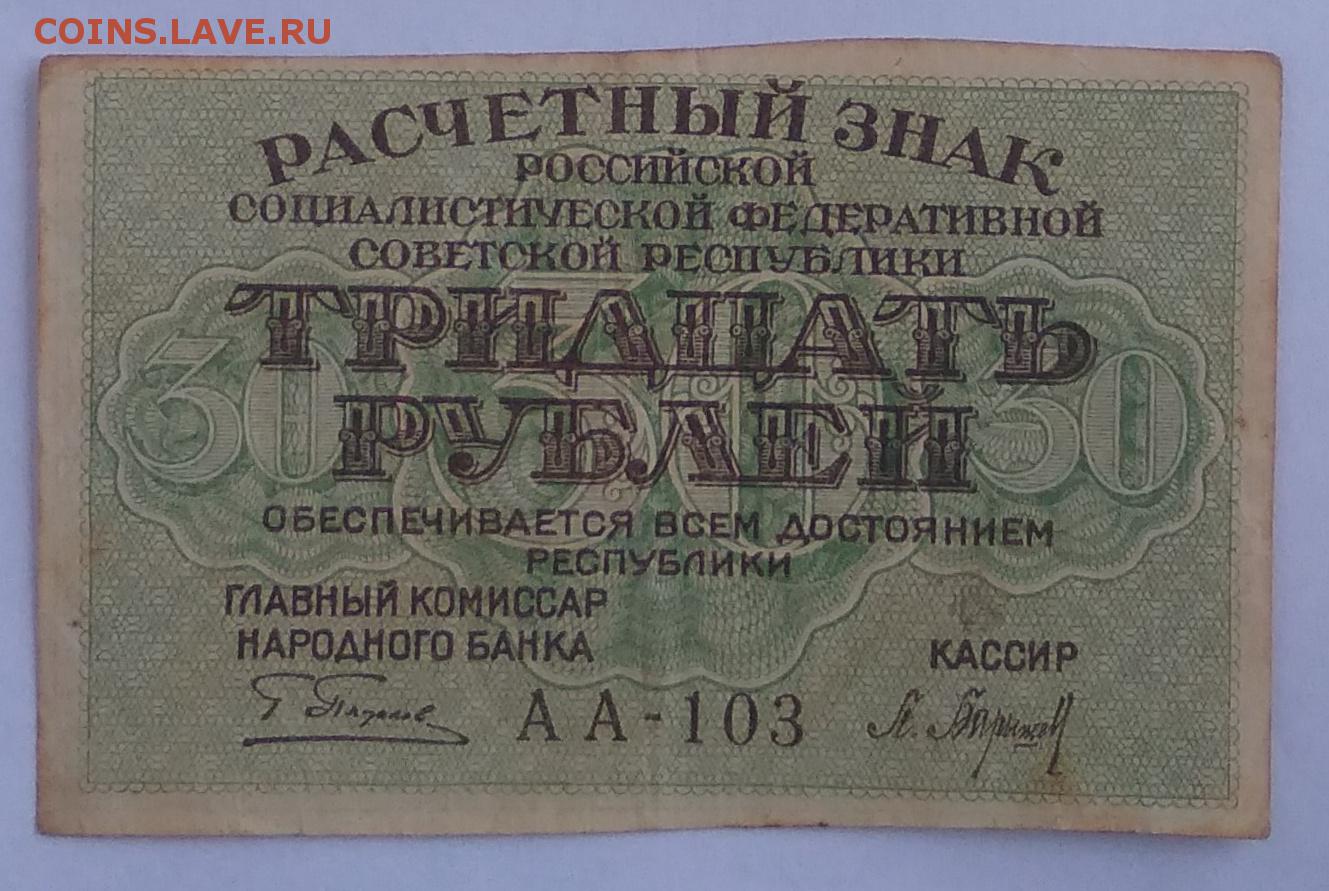 COINS.LAVE.RU
РАСЧЕТНЫЙ ЗНАК
РОССИЙСКОЙ
СОЦИАЛИСТИЧЕСКОЙ ФЕДЕРАТИВНОЙ
СОВЕТСКОЙ РЕСПУБЛИКИ
ТРИДЦАТЬ
РУБЛЕЙ
30 30 30
ОБЕСПЕЧИВАЕТСЯ ВСЕМ ДОСТОЯНИЕМ
РЕСПУБЛИКИ
ГЛАВНЫЙ КОМИССАР
НАРОДНОГО БАНКА
КАССИР
АА-103